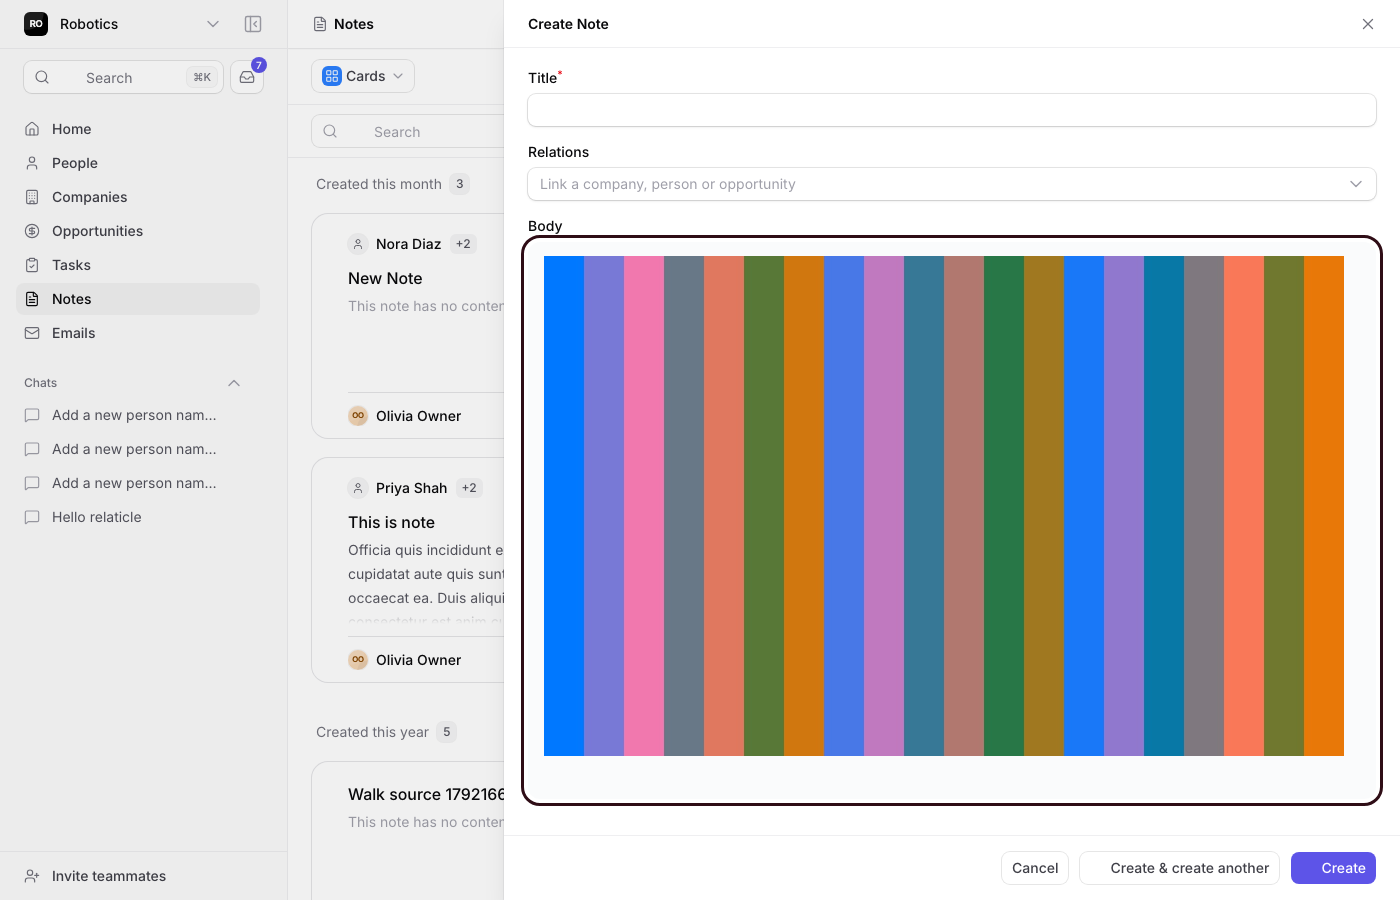 RO
Robotics
Search
⌘K
7
Home
People
Companies
Opportunities
Tasks
Notes
Emails
Chats
Add a new person nam...
Add a new person nam...
Add a new person nam...
Hello relaticle
Invite teammates
Notes
Cards
Search
Created this month 3
Nora Diaz +2
New Note
This note has no conten
OO Olivia Owner
Priya Shah +2
This is note
Officia quis incididunt e
cupidatat aute quis sunt
occaecat ea. Duis aliqui
OO Olivia Owner
Created this year 5
Walk source 1792166
This note has no conten
Create Note
Title*
Relations
Link a company, person or opportunity
Body
Cancel
Create & create another
Create